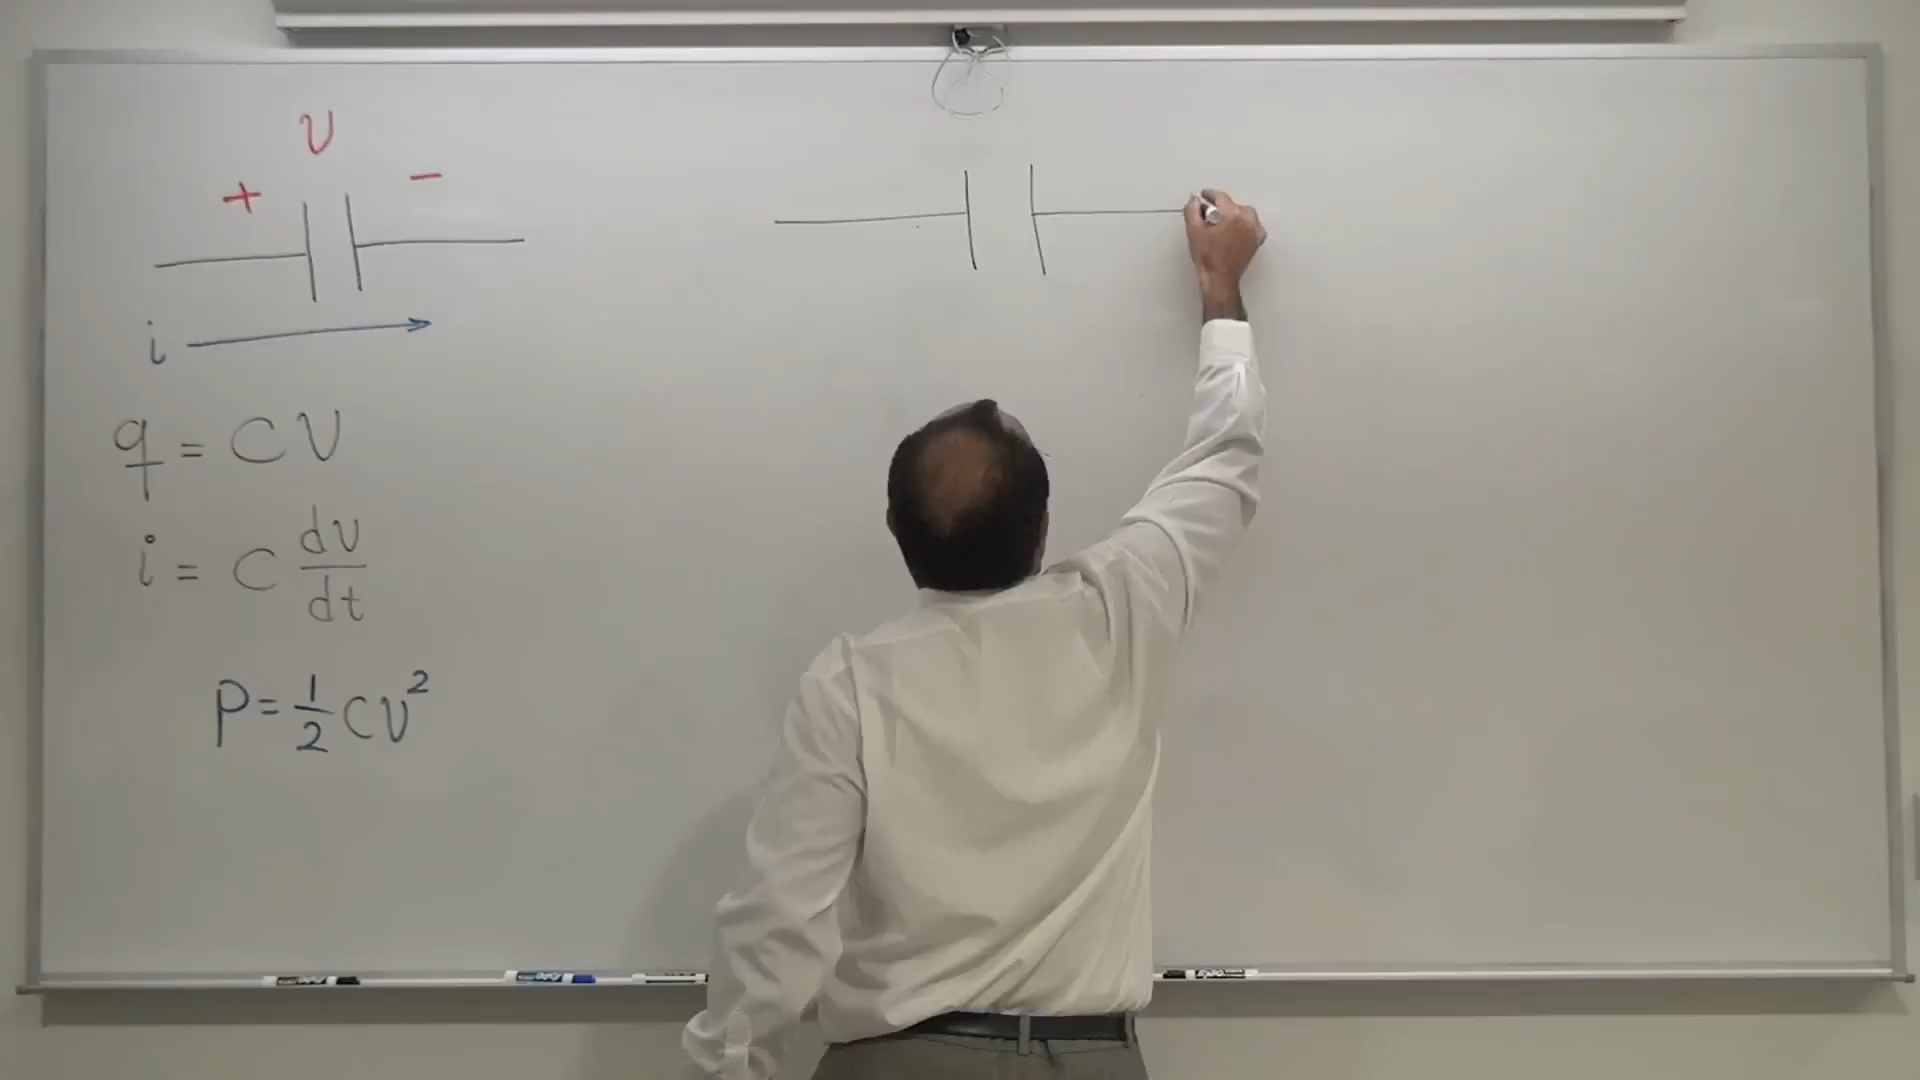 V
+ -
i
q = CV
i = C dv/dt
P = 1/2 CV²